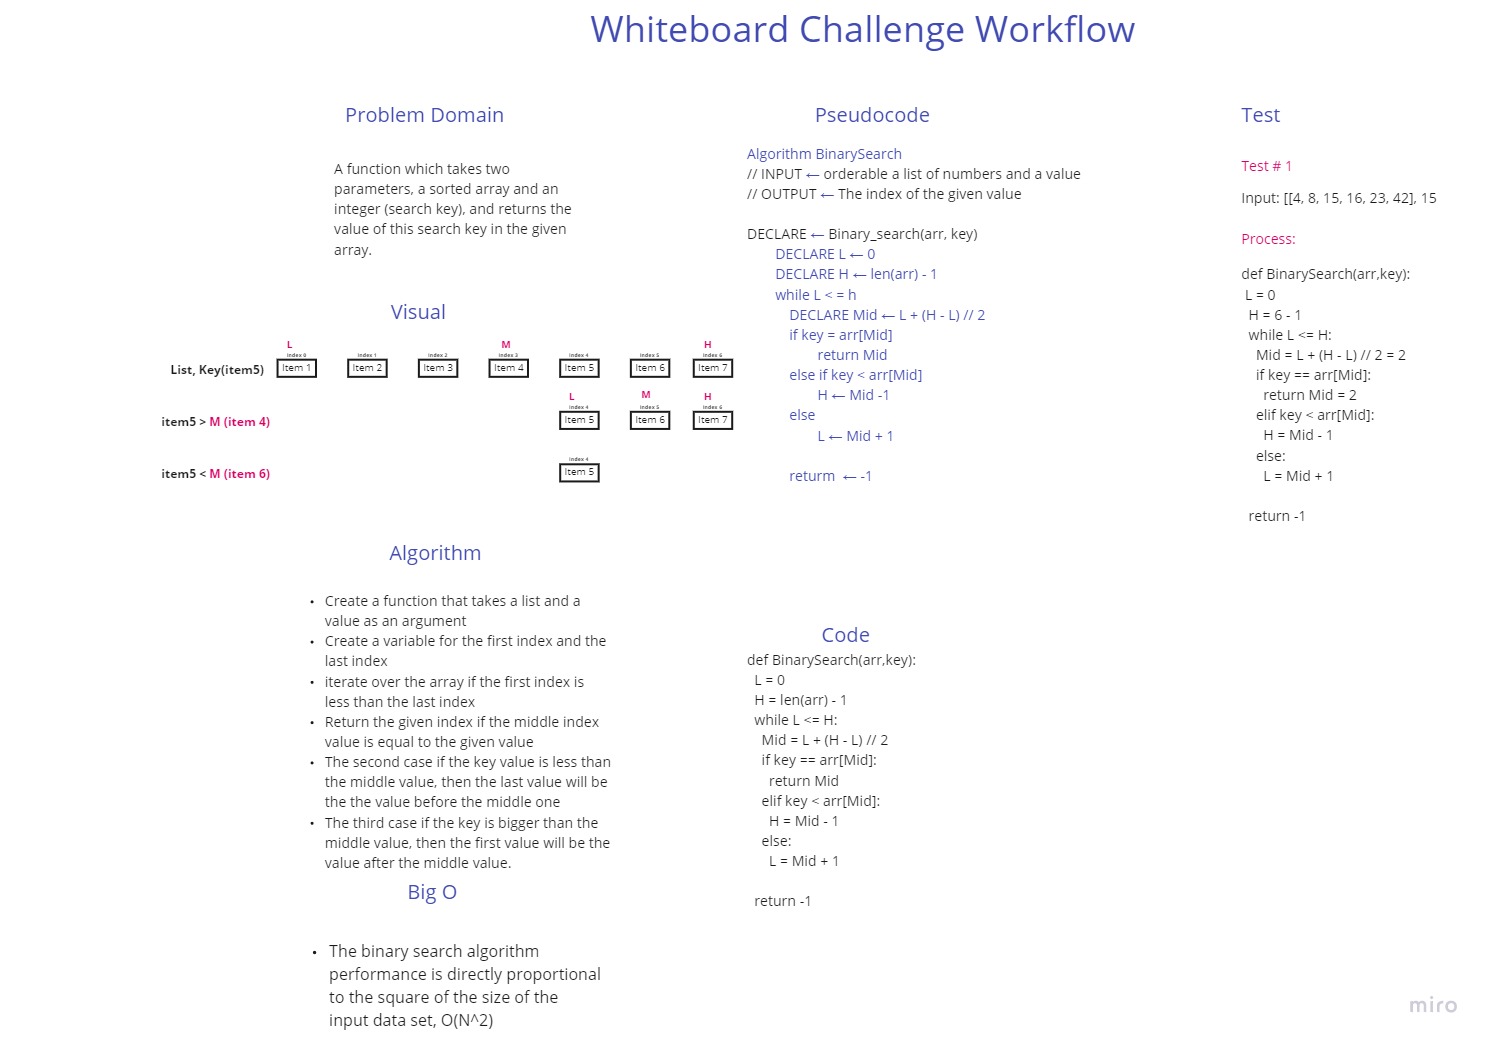 Whiteboard Challenge Workflow
Problem Domain
A function which takes two
parameters, a sorted array and an
integer (search key), and returns the
value of this search key in the given
array.
Visual
L
M
H
index 0
index 1
index 2
index 3
index 4
index 5
index 6
List, Key(item5)
Item 1
Item 2
Item 3
Item 4
Item 5
Item 6
Item 7
L
M
H
index 4
index 5
index 6
item5 > M (item 4)
Item 5
Item 6
Item 7
index 4
item5 < M (item 6)
Item 5
Algorithm
• Create a function that takes a list and a
value as an argument
• Create a variable for the first index and the
last index
• iterate over the array if the first index is
less than the last index
• Return the given index if the middle index
value is equal to the given value
• The second case if the key value is less than
the middle value, then the last value will be
the the value before the middle one
• The third case if the key is bigger than the
middle value, then the first value will be the
value after the middle value.
Big O
• The binary search algorithm
performance is directly proportional
to the square of the size of the
input data set, O(N^2)
Pseudocode
Algorithm BinarySearch
// INPUT ← orderable a list of numbers and a value
// OUTPUT ← The index of the given value
DECLARE ← Binary_search(arr, key)
DECLARE L ← 0
DECLARE H ← len(arr) - 1
while L < = h
DECLARE Mid ← L + (H - L) // 2
if key = arr[Mid]
return Mid
else if key < arr[Mid]
H ← Mid -1
else
L ← Mid + 1
returm ← -1
Code
def BinarySearch(arr,key):
L = 0
H = len(arr) - 1
while L <= H:
Mid = L + (H - L) // 2
if key == arr[Mid]:
return Mid
elif key < arr[Mid]:
H = Mid - 1
else:
L = Mid + 1
return -1
Test
Test # 1
Input: [[4, 8, 15, 16, 23, 42], 15
Process:
def BinarySearch(arr,key):
L = 0
H = 6 - 1
while L <= H:
Mid = L + (H - L) // 2 = 2
if key == arr[Mid]:
return Mid = 2
elif key < arr[Mid]:
H = Mid - 1
else:
L = Mid + 1
return -1
miro